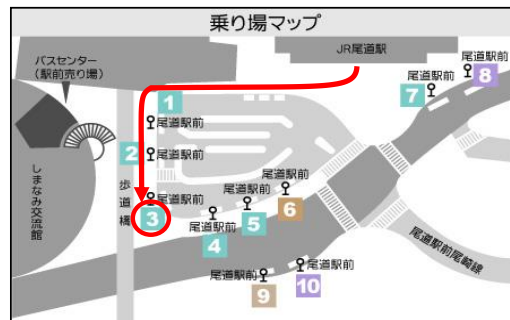 乗り場マップ
バスセンター
（駅前売り場）
JR尾道駅
尾道駅前
8
尾道駅前
7
1
尾道駅前
2
尾道駅前
しまなみ交流館
歩道橋
尾道駅前
3
尾道駅前
4
尾道駅前
5
尾道駅前
6
尾道駅前尾崎線
尾道駅前
9
尾道駅前
10